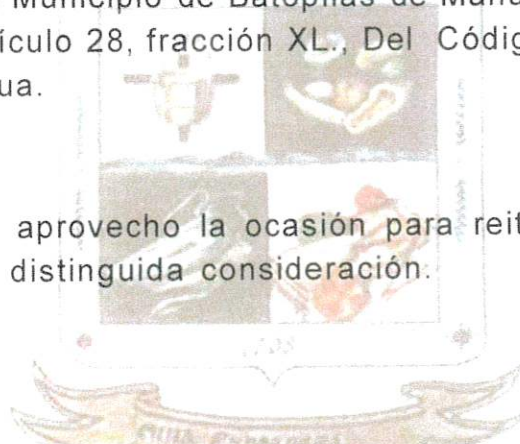 Municipio de Batopilas de Manu
ículo 28, fracción XL., Del Códig
ua.
aprovecho la ocasión para reit
distinguida consideración.